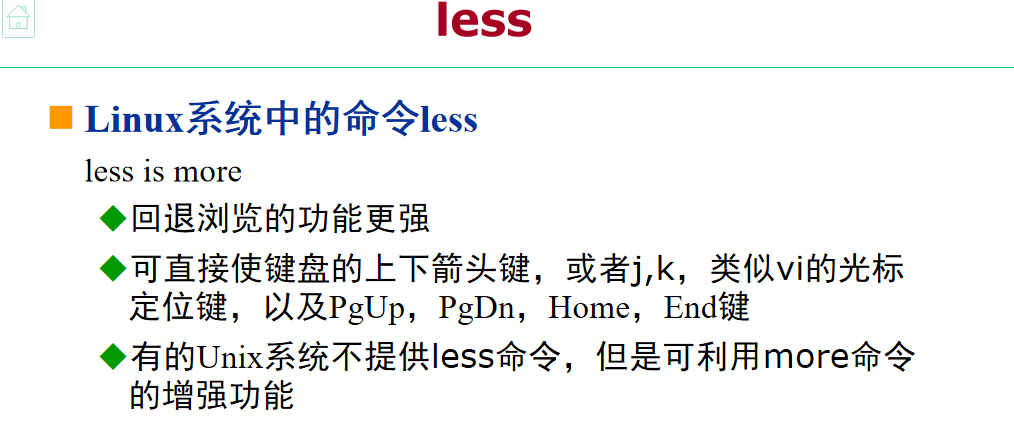 less
Linux系统中的命令less
less is more
回退浏览的功能更强
可直接使键盘的上下箭头键，或者j,k，类似vi的光标
定位键，以及PgUp，PgDn，Home，End键
有的Unix系统不提供less命令，但是可利用more命令
的增强功能